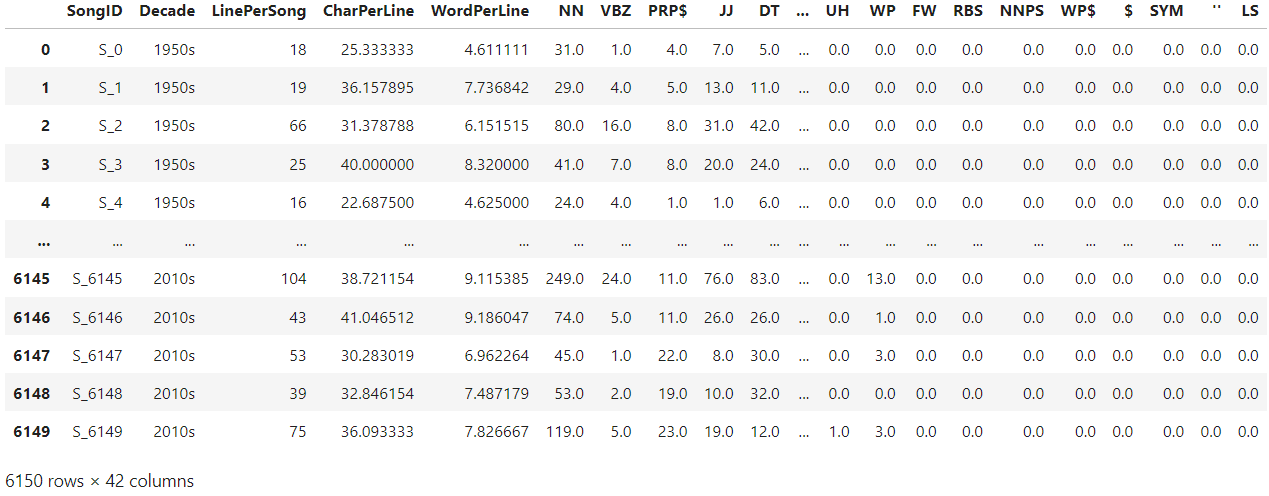 SongID Decade LinePerSong CharPerLine WordPerLine NN VBZ PRP$ JJ DT ... UH WP FW RBS NNPS WP$ $ SYM '' LS
0 S_0 1950s 18 25.333333 4.611111 31.0 1.0 4.0 7.0 5.0 ... 0.0 0.0 0.0 0.0 0.0 0.0 0.0 0.0 0.0 0.0
1 S_1 1950s 19 36.157895 7.736842 29.0 4.0 5.0 13.0 11.0 ... 0.0 0.0 0.0 0.0 0.0 0.0 0.0 0.0 0.0 0.0
2 S_2 1950s 66 31.378788 6.151515 80.0 16.0 8.0 31.0 42.0 ... 0.0 0.0 0.0 0.0 0.0 0.0 0.0 0.0 0.0 0.0
3 S_3 1950s 25 40.000000 8.320000 41.0 7.0 8.0 20.0 24.0 ... 0.0 0.0 0.0 0.0 0.0 0.0 0.0 0.0 0.0 0.0
4 S_4 1950s 16 22.687500 4.625000 24.0 4.0 1.0 1.0 6.0 ... 0.0 0.0 0.0 0.0 0.0 0.0 0.0 0.0 0.0 0.0
... ... ... ... ... ... ... ... ... ... ... ... ... ... ... ... ... ... ... ... ... ...
6145 S_6145 2010s 104 38.721154 9.115385 249.0 24.0 11.0 76.0 83.0 ... 0.0 13.0 0.0 0.0 0.0 0.0 0.0 0.0 0.0 0.0
6146 S_6146 2010s 43 41.046512 9.186047 74.0 5.0 11.0 26.0 26.0 ... 0.0 1.0 0.0 0.0 0.0 0.0 0.0 0.0 0.0 0.0
6147 S_6147 2010s 53 30.283019 6.962264 45.0 1.0 22.0 8.0 30.0 ... 0.0 3.0 0.0 0.0 0.0 0.0 0.0 0.0 0.0 0.0
6148 S_6148 2010s 39 32.846154 7.487179 53.0 2.0 19.0 10.0 32.0 ... 0.0 0.0 0.0 0.0 0.0 0.0 0.0 0.0 0.0 0.0
6149 S_6149 2010s 75 36.093333 7.826667 119.0 5.0 23.0 19.0 12.0 ... 1.0 3.0 0.0 0.0 0.0 0.0 0.0 0.0 0.0 0.0
6150 rows × 42 columns